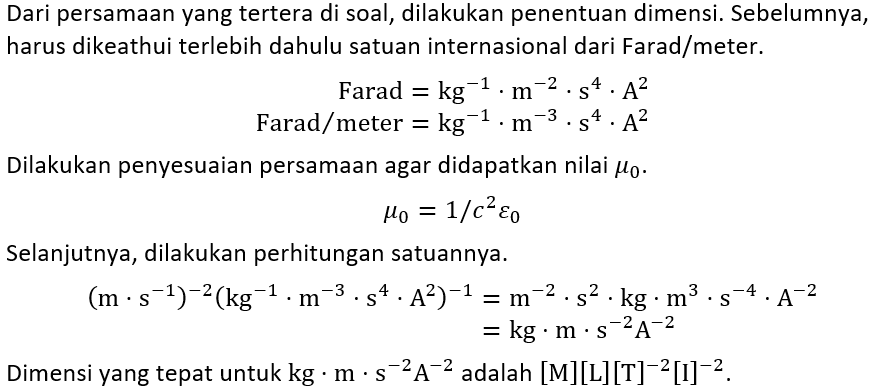 Dari persamaan yang tertera di soal, dilakukan penentuan dimensi. Sebelumnya,
harus dikeathui terlebih dahulu satuan internasional dari Farad/meter.
Farad = kg⁻¹ · m⁻² · s⁴ · A²
Farad/meter = kg⁻¹ · m⁻³ · s⁴ · A²
Dilakukan penyesuaian persamaan agar didapatkan nilai μ₀.
μ₀ = 1/c²ε₀
Selanjutnya, dilakukan perhitungan satuannya.
(m · s⁻¹)⁻²(kg⁻¹ · m⁻³ · s⁴ · A²)⁻¹ = m⁻² · s² · kg · m³ · s⁻⁴ · A⁻²
= kg · m · s⁻²A⁻²
Dimensi yang tepat untuk kg · m · s⁻²A⁻² adalah [M][L][T]⁻²[I]⁻².